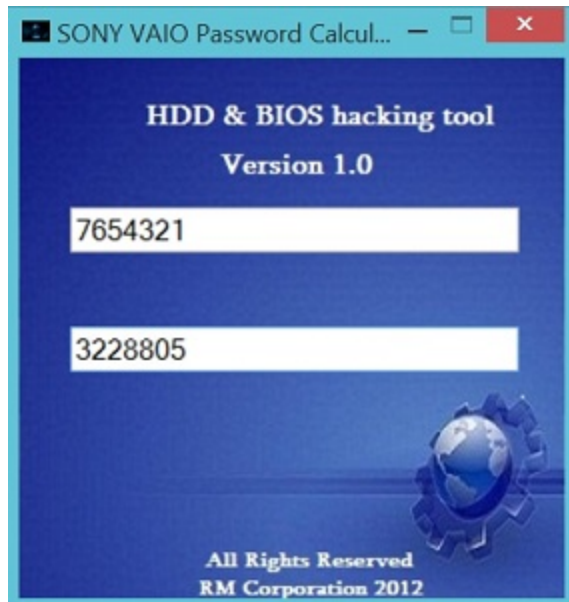 SONY VAIO Password Calcul...
HDD & BIOS hacking tool
Version 1.0
7654321
3228805
All Rights Reserved
RM Corporation 2012